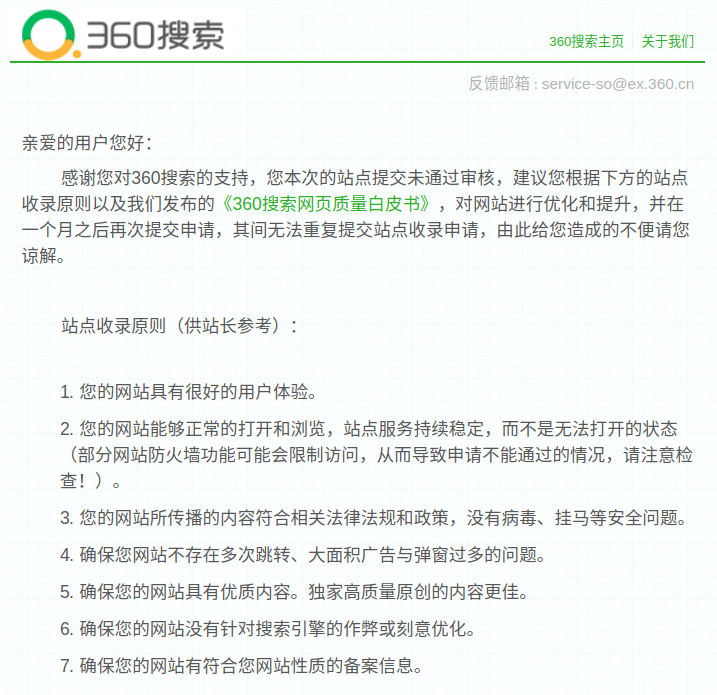 360搜索
360搜索主页 关于我们
反馈邮箱 : service-so@ex.360.cn
亲爱的用户您好：
感谢您对360搜索的支持，您本次的站点提交未通过审核，建议您根据下方的站点
收录原则以及我们发布的《360搜索网页质量白皮书》，对网站进行优化和提升，并在
一个月之后再次提交申请，其间无法重复提交站点收录申请，由此给您造成的不便请您
谅解。
站点收录原则（供站长参考）：
1. 您的网站具有很好的用户体验。
2. 您的网站能够正常的打开和浏览，站点服务持续稳定，而不是无法打开的状态
（部分网站防火墙功能可能会限制访问，从而导致申请不能通过的情况，请注意检
查！）。
3. 您的网站所传播的内容符合相关法律法规和政策，没有病毒、挂马等安全问题。
4. 确保您网站不存在多次跳转、大面积广告与弹窗过多的问题。
5. 确保您的网站具有优质内容。独家高质量原创的内容更佳。
6. 确保您的网站没有针对搜索引擎的作弊或刻意优化。
7. 确保您的网站有符合您网站性质的备案信息。